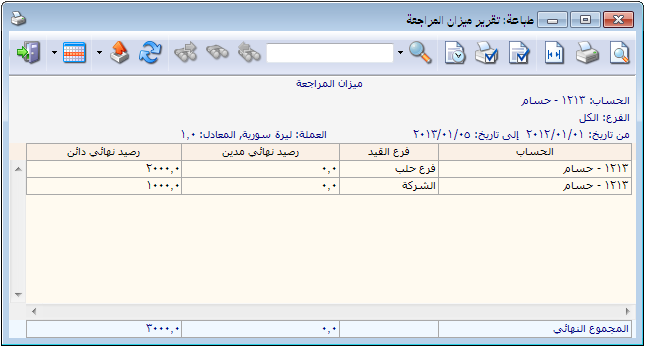 طباعة: تقرير ميزان المراجعة
ميزان المراجعة
الحساب: ١٢١٣ - حسام
الفرع: الكل
من تاريخ: ٢٠١٢/٠١/٠١ إلى تاريخ: ٢٠١٣/٠١/٠٥ العملة: ليرة سورية, المعادل: ١,٠
الحساب فرع القيد رصيد نهائي مدين رصيد نهائي دائن
١٢١٣ - حسام فرع حلب ٠,٠ ٢٠٠٠,٠
١٢١٣ - حسام الشركة ٠,٠ ١٠٠٠,٠
المجموع النهائي ٠,٠ ٣٠٠٠,٠